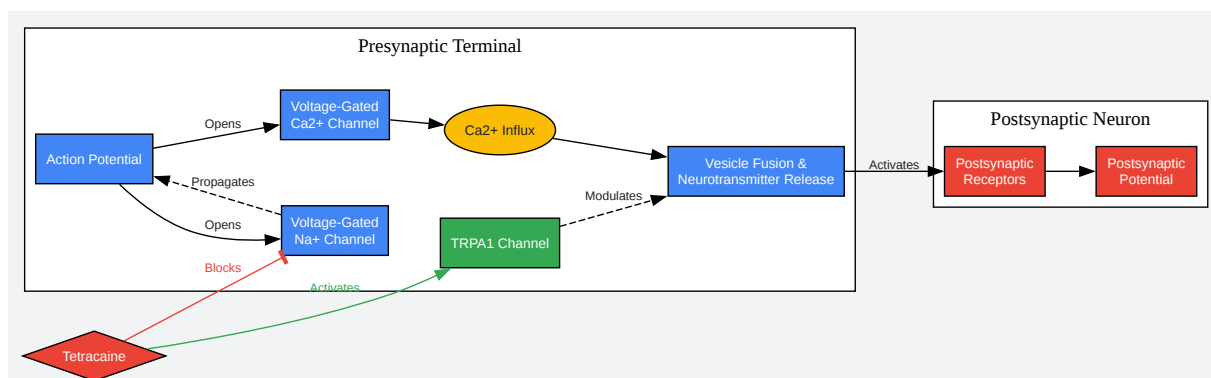 Presynaptic Terminal
Voltage-Gated
Ca2+ Channel
Opens
Ca2+ Influx
Action Potential
Propagates
Voltage-Gated
Na+ Channel
Opens
Vesicle Fusion &
Neurotransmitter Release
Modulates
TRPA1 Channel
Activates
Postsynaptic Neuron
Postsynaptic
Receptors
Postsynaptic
Potential
Blocks
Activates
Tetracaine